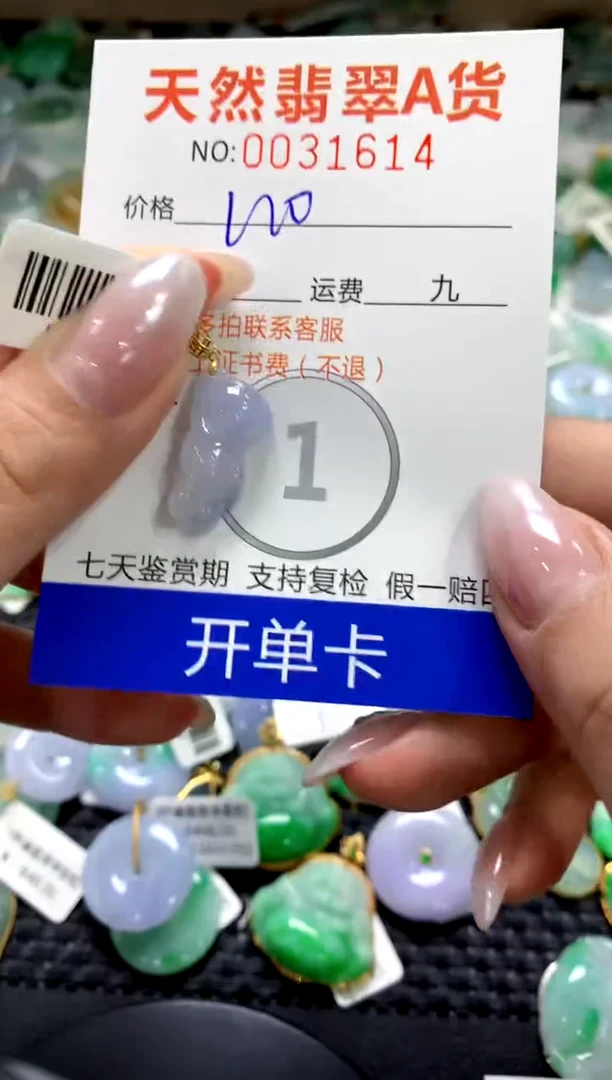 天然翡翠A货
NO:0031614
价格
运费 九
多拍联系客服
证书费(不退)
1
七天鉴赏期 支持复检 假一赔
开单卡